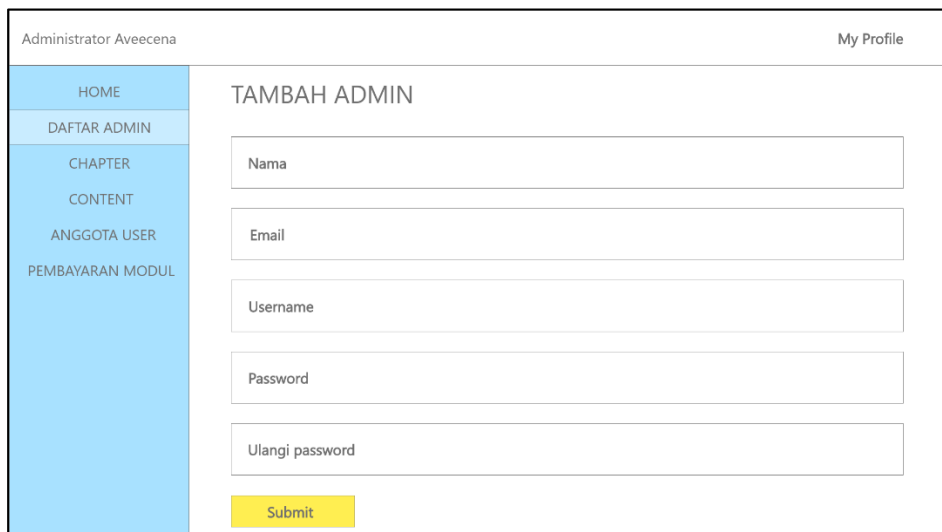 Administrator Aveecena
My Profile
HOME
DAFTAR ADMIN
CHAPTER
CONTENT
ANGGOTA USER
PEMBAYARAN MODUL
TAMBAH ADMIN
Nama
Email
Username
Password
Ulangi password
Submit